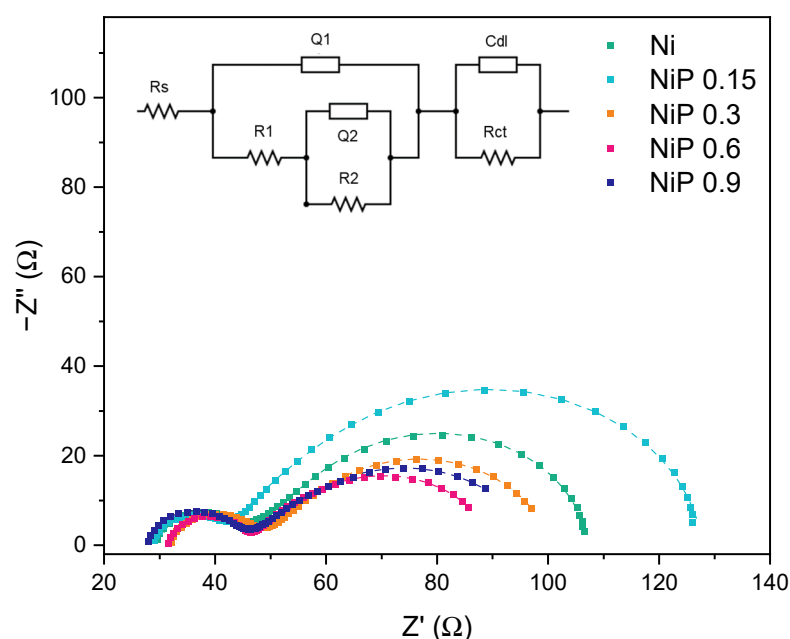 Q1
Cdl
Rs
R1
Q2
Rct
R2
Ni
NiP 0.15
NiP 0.3
NiP 0.6
NiP 0.9
−Z'' (Ω)
100
80
60
40
20
0
20
40
60
80
100
120
140
Z' (Ω)